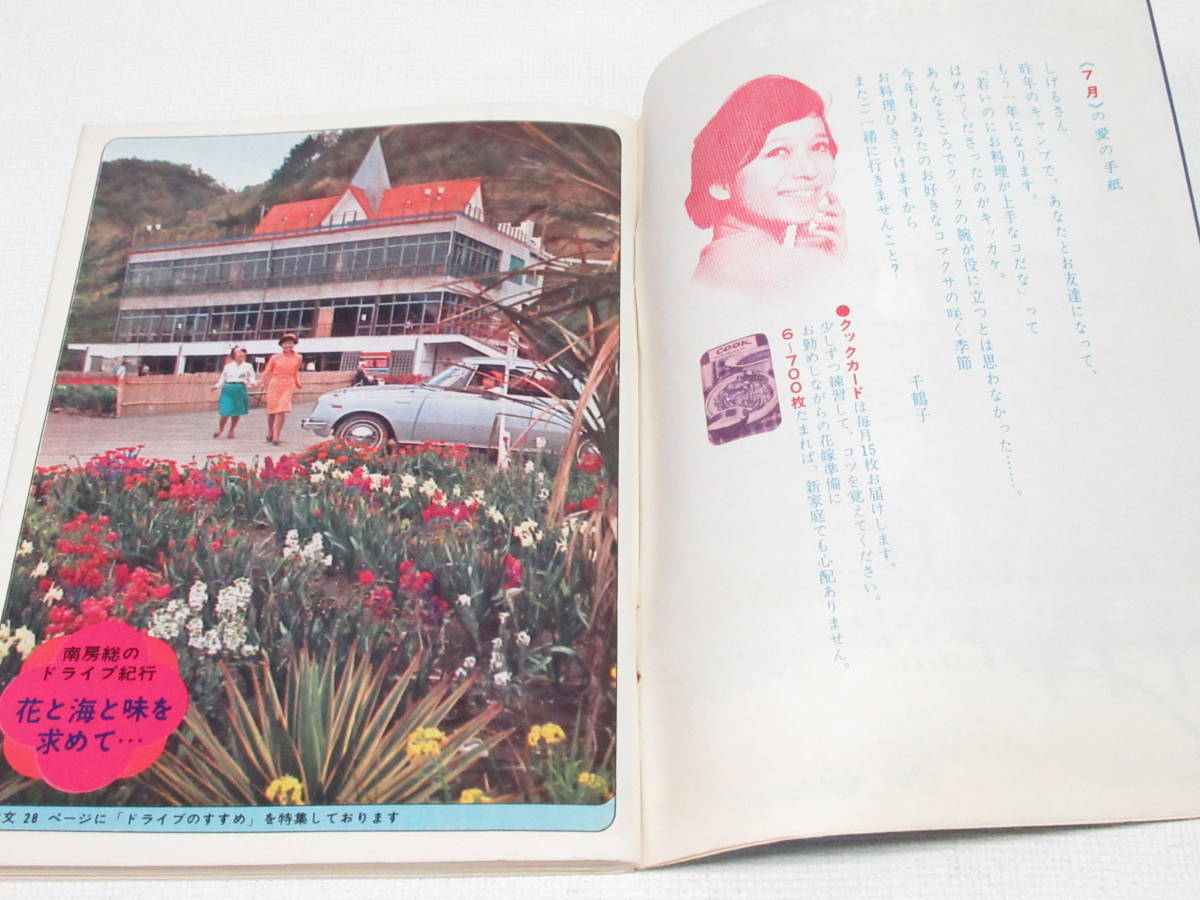 《7月》の愛の手紙
しげるさん
昨年のキャンプで、あなたとお友達になって、
もう一年になります。
「若いのにお料理が上手なコだな」って
ほめてくださったのがキッカケ。
あんなところでクックの腕が役に立つとは思わなかった……。
今年もあなたのお好きなコマクサの咲く季節
お料理ひきうけますから
またご一緒に行きませんこと?
千鶴子
●クックカードは毎月15枚お届けします。
少しずつ練習して、コツを覚えてください。
お勤めしながらの花嫁準備に
6〜700枚たまれば、新家庭でも心配ありません。
COOK
南房総の
ドライブ紀行
花と海と味を
求めて…
文28ページに「ドライブのすすめ」を特集しております